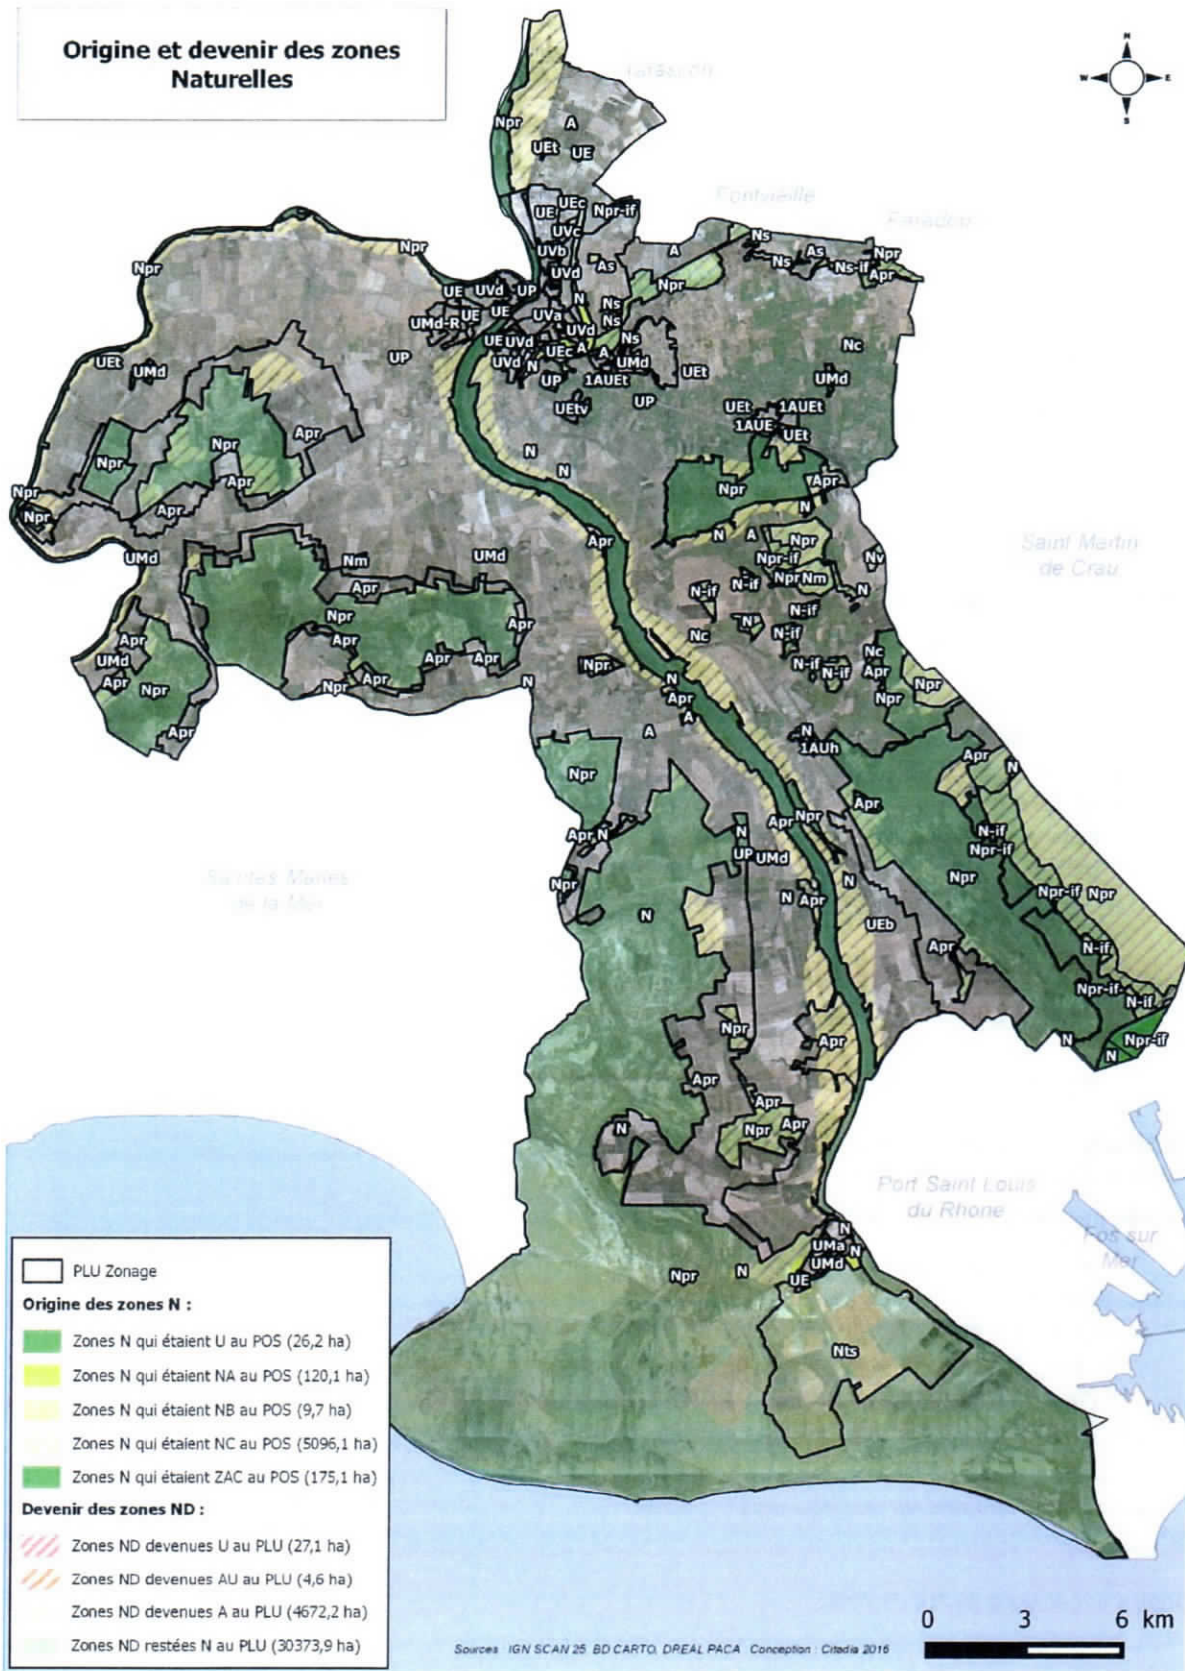 Origine et devenir des zones
Naturelles
N
W
E
S
Tarascon
Npr
A
UEt
UE
Fontvieille
Paradou
UEc
UE
Npr-if
UVc
Ns
Npr
UVb
A
As
Npr
Npr
UVd
As
Ns
Ns-if
Apr
UE
UVd
UP
N
Npr
UE
UE
UVa
Ns
UMd-R
UVd
Ns
UE
UVd
A
Ns
Nc
UEt
UP
UEc
A
UMd
UMd
UVd
N
UP
1AUEt
UEt
UMd
UEtv
UP
UEt
1AUEt
1AUE
UEt
Apr
Npr
N
Npr
Apr
N
Npr
Apr
Npr
Npr
Apr
N
Apr
N
A
Npr
Saint Martin
de Crau
UMd
Nm
UMd
Npr-if
Nv
Apr
N-if
Npr
Nm
N-if
N
Npr
N-if
Apr
Apr
N-if
Apr
Nc
Nc
UMd
Apr
Apr
Npr
N-if
N-if
Apr
Apr
Npr
Apr
Npr
N
N
Npr
Npr
Apr
A
Apr
A
N
1AUh
Apr
N
Npr
Apr
Apr
Npr
Apr
N
N
N-if
UP
UMd
Npr-if
Saintes Maries
de la Mer
Npr
N
Npr
N
Apr
Npr-if
Npr
N
UEb
Apr
N-if
Npr-if
N-if
Npr
Apr
N
Npr-if
N
Apr
Apr
N
Npr
Apr
Port Saint Louis
du Rhone
N
Fos sur
Mer
UMa
N
UMd
Npr
N
UE
Nts
PLU Zonage
Origine des zones N :
Zones N qui étaient U au POS (26,2 ha)
Zones N qui étaient NA au POS (120,1 ha)
Zones N qui étaient NB au POS (9,7 ha)
Zones N qui étaient NC au POS (5096,1 ha)
Zones N qui étaient ZAC au POS (175,1 ha)
Devenir des zones ND :
Zones ND devenues U au PLU (27,1 ha)
Zones ND devenues AU au PLU (4,6 ha)
Zones ND devenues A au PLU (4672,2 ha)
Zones ND restées N au PLU (30373,9 ha)
0 3 6 km
Sources IGN SCAN 25 BD CARTO, DREAL PACA Conception : Citadia 2016